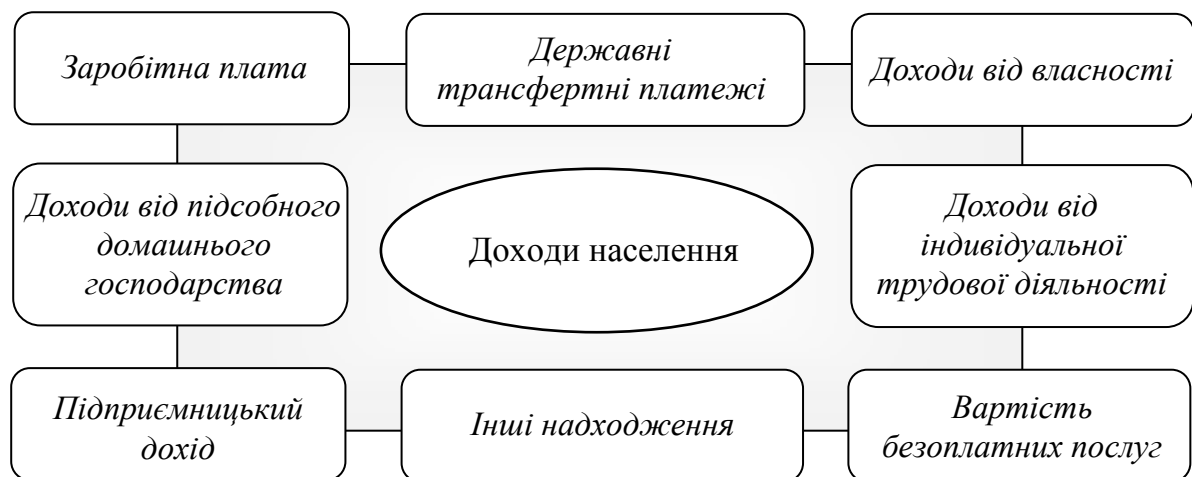 Заробітна плата
Державні
трансфертні платежі
Доходи від власності
Доходи від підсобного
домашнього
господарства
Доходи населення
Доходи від
індивідуальної
трудової діяльності
Підприємницький
дохід
Інші надходження
Вартість
безоплатних послуг